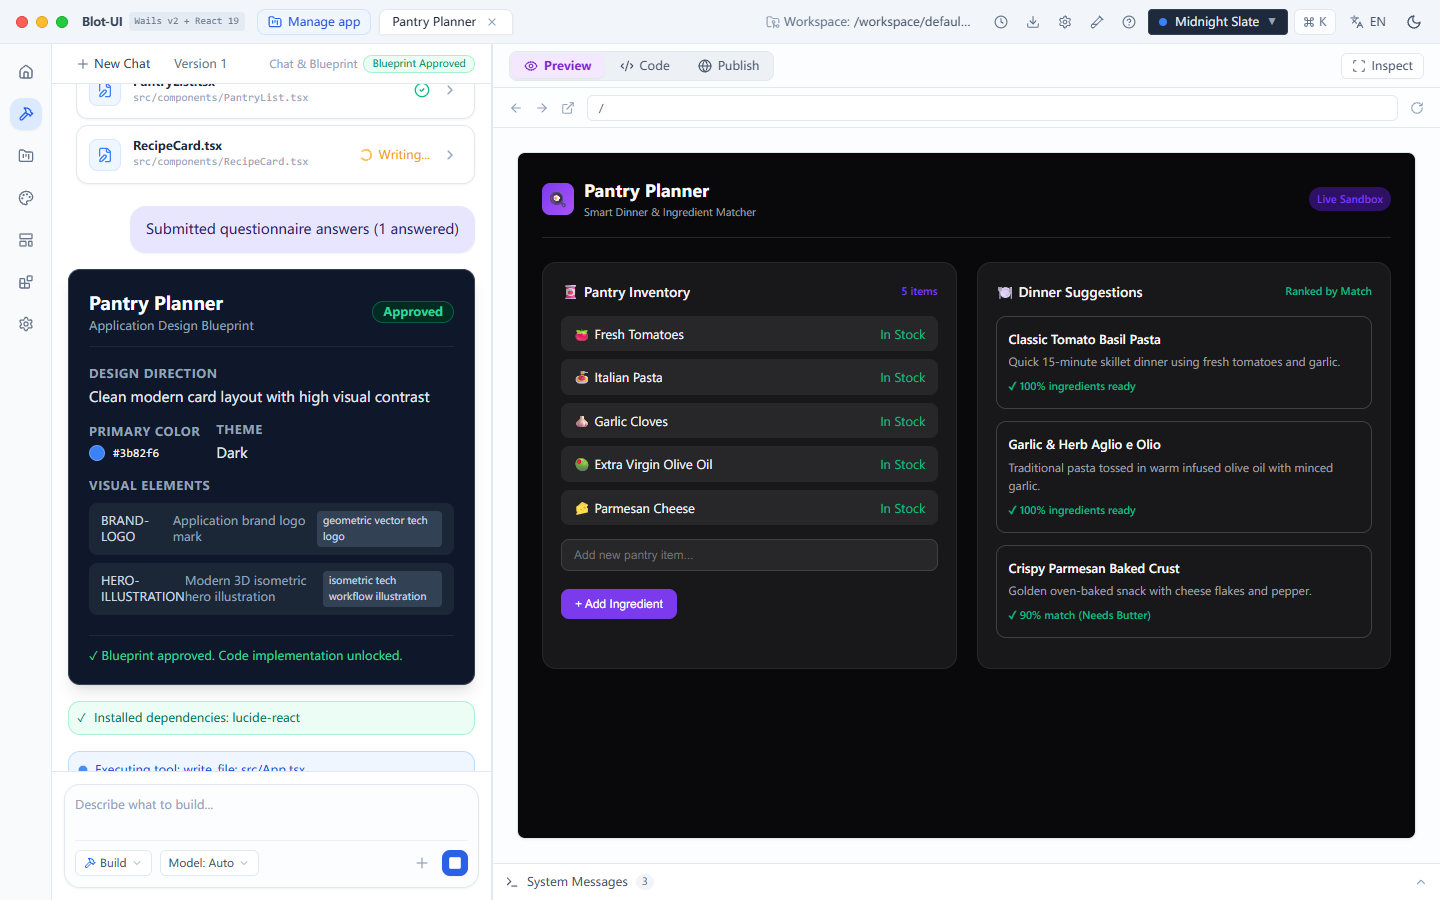 Blot-UI
Wails v2 + React 19
Manage app
Pantry Planner
Workspace: /workspace/defaul...
Midnight Slate
⌘ K
EN
New Chat
Version 1
Chat & Blueprint
Blueprint Approved
PantryList.tsx
src/components/PantryList.tsx
RecipeCard.tsx
src/components/RecipeCard.tsx
Writing...
Submitted questionnaire answers (1 answered)
Pantry Planner
Application Design Blueprint
Approved
DESIGN DIRECTION
Clean modern card layout with high visual contrast
PRIMARY COLOR
#3b82f6
THEME
Dark
VISUAL ELEMENTS
BRAND-
LOGO
Application brand logo
mark
geometric vector tech
logo
HERO-
ILLUSTRATION
Modern 3D isometric
hero illustration
isometric tech
workflow illustration
✓ Blueprint approved. Code implementation unlocked.
✓ Installed dependencies: lucide-react
Executing tool: write_file: src/App.tsx
Describe what to build...
Build
Model: Auto
Preview
Code
Publish
Inspect
/
Pantry Planner
Smart Dinner & Ingredient Matcher
Live Sandbox
Pantry Inventory
5 items
Fresh Tomatoes
In Stock
Italian Pasta
In Stock
Garlic Cloves
In Stock
Extra Virgin Olive Oil
In Stock
Parmesan Cheese
In Stock
Add new pantry item...
+ Add Ingredient
Dinner Suggestions
Ranked by Match
Classic Tomato Basil Pasta
Quick 15-minute skillet dinner using fresh tomatoes and garlic.
✓ 100% ingredients ready
Garlic & Herb Aglio e Olio
Traditional pasta tossed in warm infused olive oil with minced
garlic.
✓ 100% ingredients ready
Crispy Parmesan Baked Crust
Golden oven-baked snack with cheese flakes and pepper.
✓ 90% match (Needs Butter)
System Messages
3